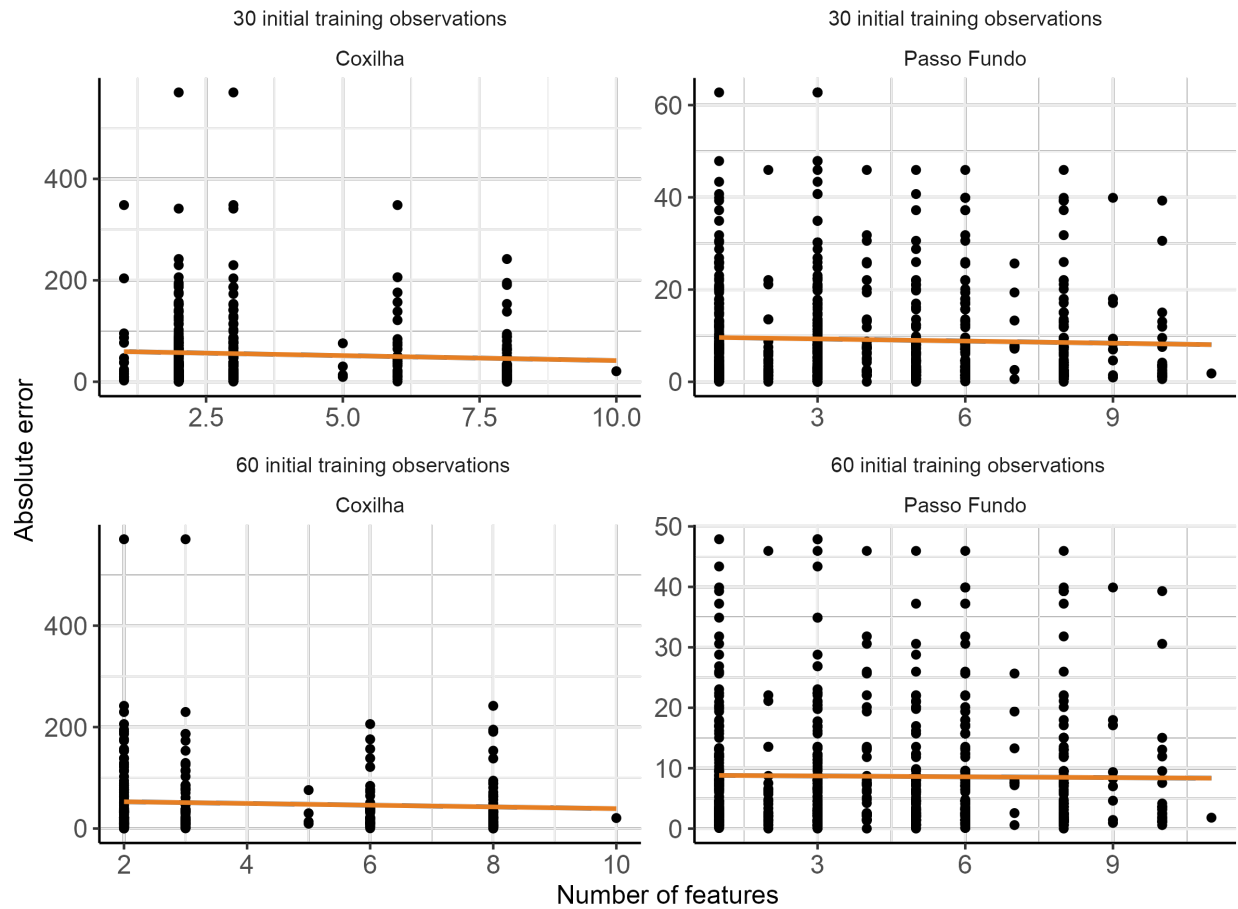 30 initial training observations
Coxilha
400
200
0
2.5 5.0 7.5 10.0
30 initial training observations
Passo Fundo
60
40
20
0
3 6 9
Absolute error
60 initial training observations
Coxilha
400
200
0
2 4 6 8 10
60 initial training observations
Passo Fundo
50
40
30
20
10
0
3 6 9
Number of features